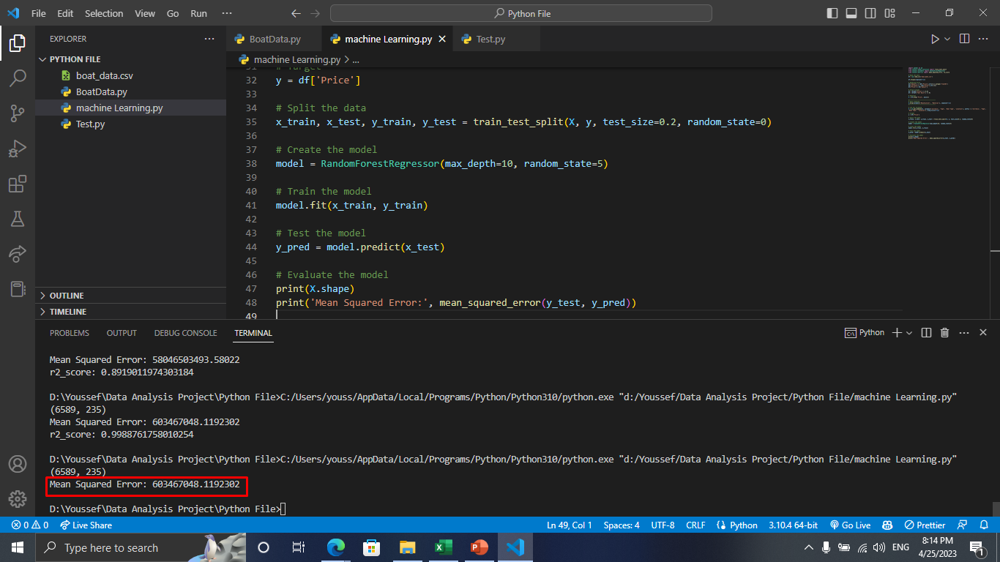 File Edit Selection View Go Run ··· Python File
EXPLORER ···
PYTHON FILE
boat_data.csv
BoatData.py
machine Learning.py
Test.py
OUTLINE
TIMELINE
BoatData.py machine Learning.py Test.py
machine Learning.py > ...
31 # Target
32 y = df['Price']
33
34 # Split the data
35 x_train, x_test, y_train, y_test = train_test_split(X, y, test_size=0.2, random_state=0)
36
37 # Create the model
38 model = RandomForestRegressor(max_depth=10, random_state=5)
39
40 # Train the model
41 model.fit(x_train, y_train)
42
43 # Test the model
44 y_pred = model.predict(x_test)
45
46 # Evaluate the model
47 print(X.shape)
48 print('Mean Squared Error:', mean_squared_error(y_test, y_pred))
49
PROBLEMS OUTPUT DEBUG CONSOLE TERMINAL Python
Mean Squared Error: 58046503493.58022
r2_score: 0.8919011974303184
D:\Youssef\Data Analysis Project\Python File>C:/Users/youss/AppData/Local/Programs/Python/Python310/python.exe "d:/Youssef/Data Analysis Project/Python File/machine Learning.py"
(6589, 235)
Mean Squared Error: 603467048.1192302
r2_score: 0.9988761758010254
D:\Youssef\Data Analysis Project\Python File>C:/Users/youss/AppData/Local/Programs/Python/Python310/python.exe "d:/Youssef/Data Analysis Project/Python File/machine Learning.py"
(6589, 235)
Mean Squared Error: 603467048.1192302
D:\Youssef\Data Analysis Project\Python File>
0 0 Live Share Ln 49, Col 1 Spaces: 4 UTF-8 CRLF Python 3.10.4 64-bit Go Live Prettier
Type here to search ENG 8:14 PM
4/25/2023 1